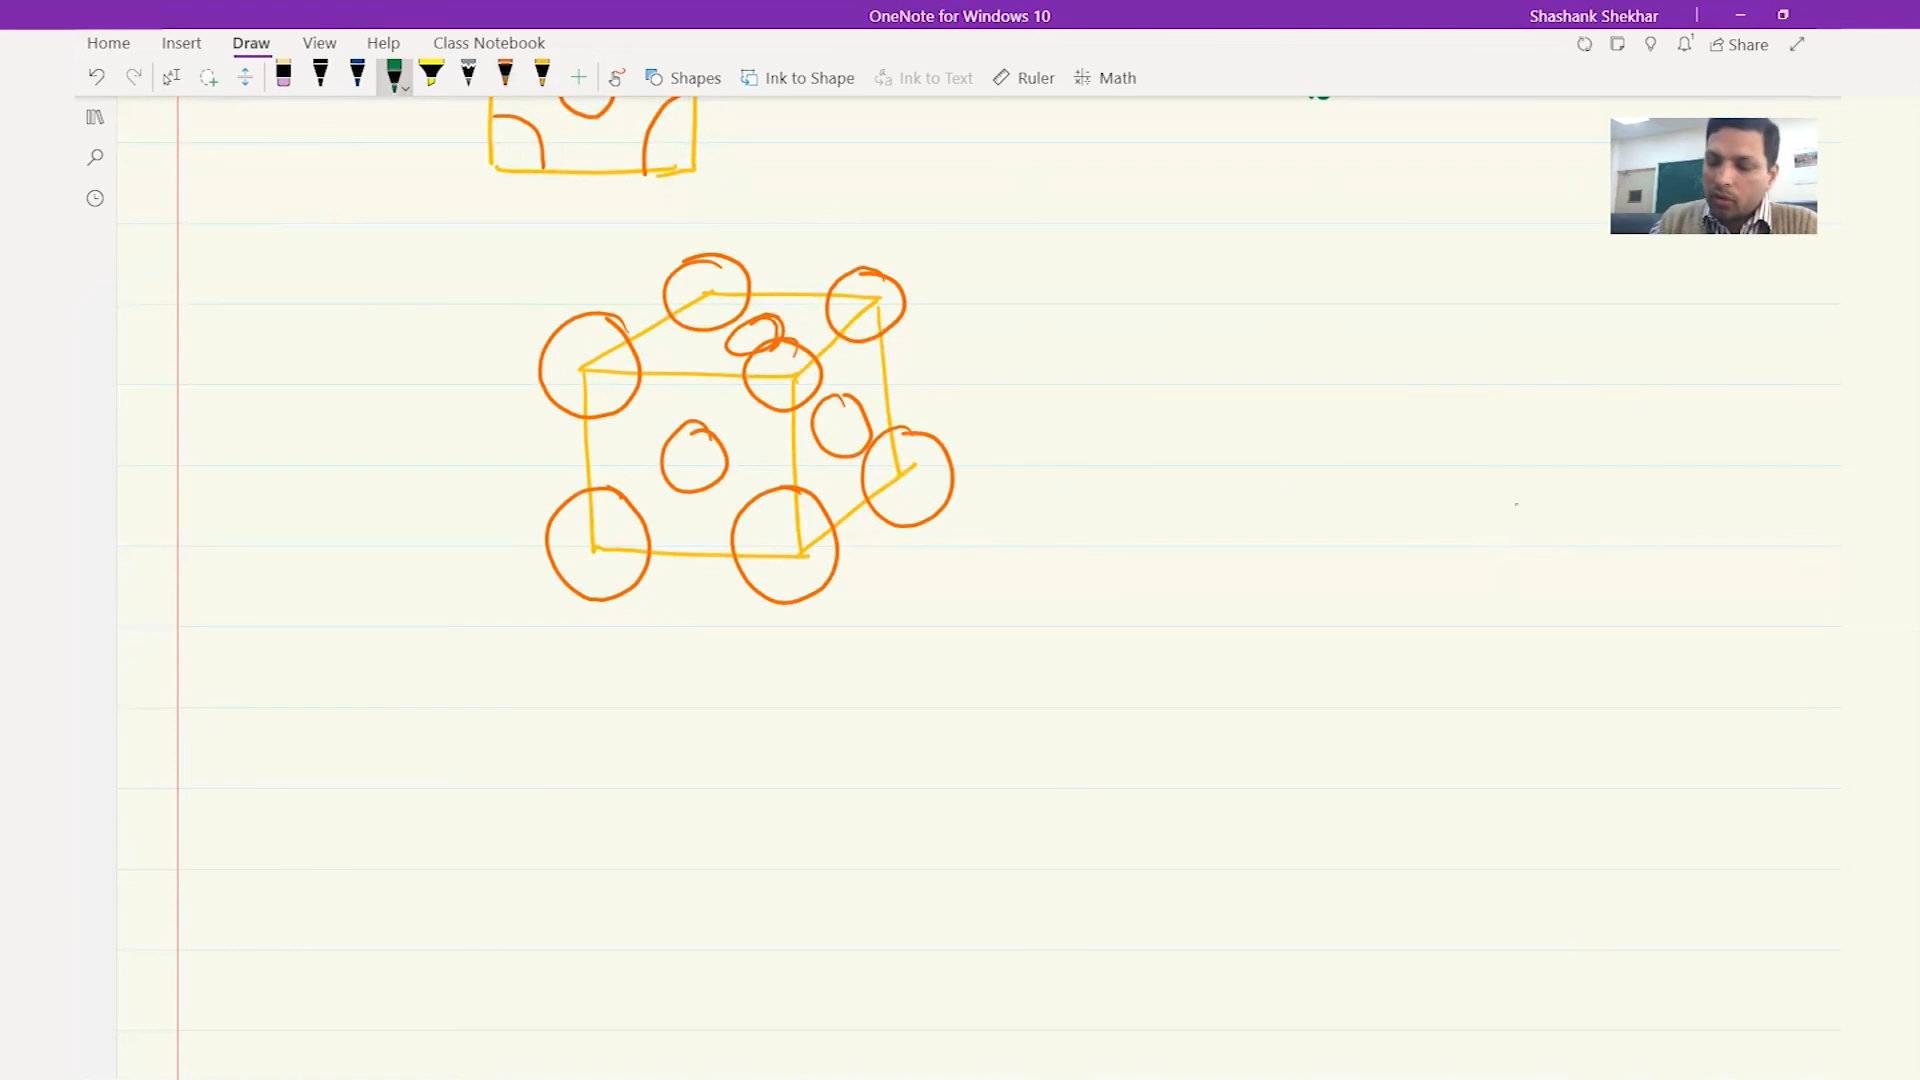 OneNote for Windows 10
Shashank Shekhar
Home Insert Draw View Help Class Notebook
Share
Shapes Ink to Shape Ink to Text Ruler Math